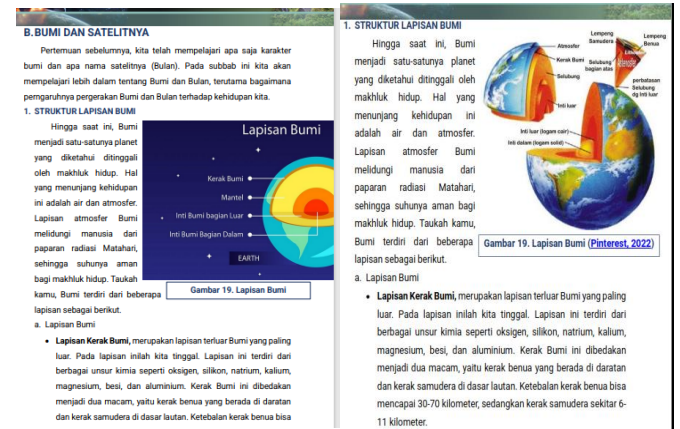 B. BUMI DAN SATELITNYA
Pertemuan sebelumnya, kita telah mempelajari apa saja karakter
bumi dan apa nama satelitnya (Bulan). Pada subbab ini kita akan
mempelajari lebih dalam tentang Bumi dan Bulan, terutama bagaimana
pemgaruhnya pergerakan Bumi dan Bulan terhadap kehidupan kita.
1. STRUKTUR LAPISAN BUMI
Hingga saat ini, Bumi
menjadi satu-satunya planet
yang diketahui ditinggali
oleh makhluk hidup. Hal
yang menunjang kehidupan
ini adalah air dan atmosfer.
Lapisan atmosfer Bumi
melidungi manusia dari
paparan radiasi Matahari,
sehingga suhunya aman
bagi makhluk hidup. Taukah
kamu, Bumi terdiri dari beberapa
lapisan sebagai berikut.
Lapisan Bumi
Kerak Bumi
Mantel
Inti Bumi bagian Luar
Inti Bumi Bagian Dalam
EARTH
Gambar 19. Lapisan Bumi
a. Lapisan Bumi
• Lapisan Kerak Bumi, merupakan lapisan terluar Bumi yang paling
luar. Pada lapisan inilah kita tinggal. Lapisan ini terdiri dari
berbagai unsur kimia seperti oksigen, silikon, natrium, kalium,
magnesium, besi, dan aluminium. Kerak Bumi ini dibedakan
menjadi dua macam, yaitu kerak benua yang berada di daratan
dan kerak samudera di dasar lautan. Ketebalan kerak benua bisa
1. STRUKTUR LAPISAN BUMI
Hingga saat ini, Bumi
menjadi satu-satunya planet
yang diketahui ditinggali oleh
makhluk hidup. Hal yang
menunjang kehidupan ini
adalah air dan atmosfer.
Lapisan atmosfer Bumi
melidungi manusia dari
paparan radiasi Matahari,
sehingga suhunya aman bagi
makhluk hidup. Taukah kamu,
Bumi terdiri dari beberapa
lapisan sebagai berikut.
Lempeng
Samudera
Lempeng
Benua
Atmosfer
Kerak Bumi
Selubung
Selubung
bagian atas
perbatasan
Selubung
dg Inti luar
Inti luar
Inti luar (logam cair)
Inti dalam (logam solid)
Gambar 19. Lapisan Bumi (Pinterest, 2022)
a. Lapisan Bumi
• Lapisan Kerak Bumi, merupakan lapisan terluar Bumi yang paling
luar. Pada lapisan inilah kita tinggal. Lapisan ini terdiri dari
berbagai unsur kimia seperti oksigen, silikon, natrium, kalium,
magnesium, besi, dan aluminium. Kerak Bumi ini dibedakan
menjadi dua macam, yaitu kerak benua yang berada di daratan
dan kerak samudera di dasar lautan. Ketebalan kerak benua bisa
mencapai 30-70 kilometer, sedangkan kerak samudera sekitar 6-
11 kilometer.